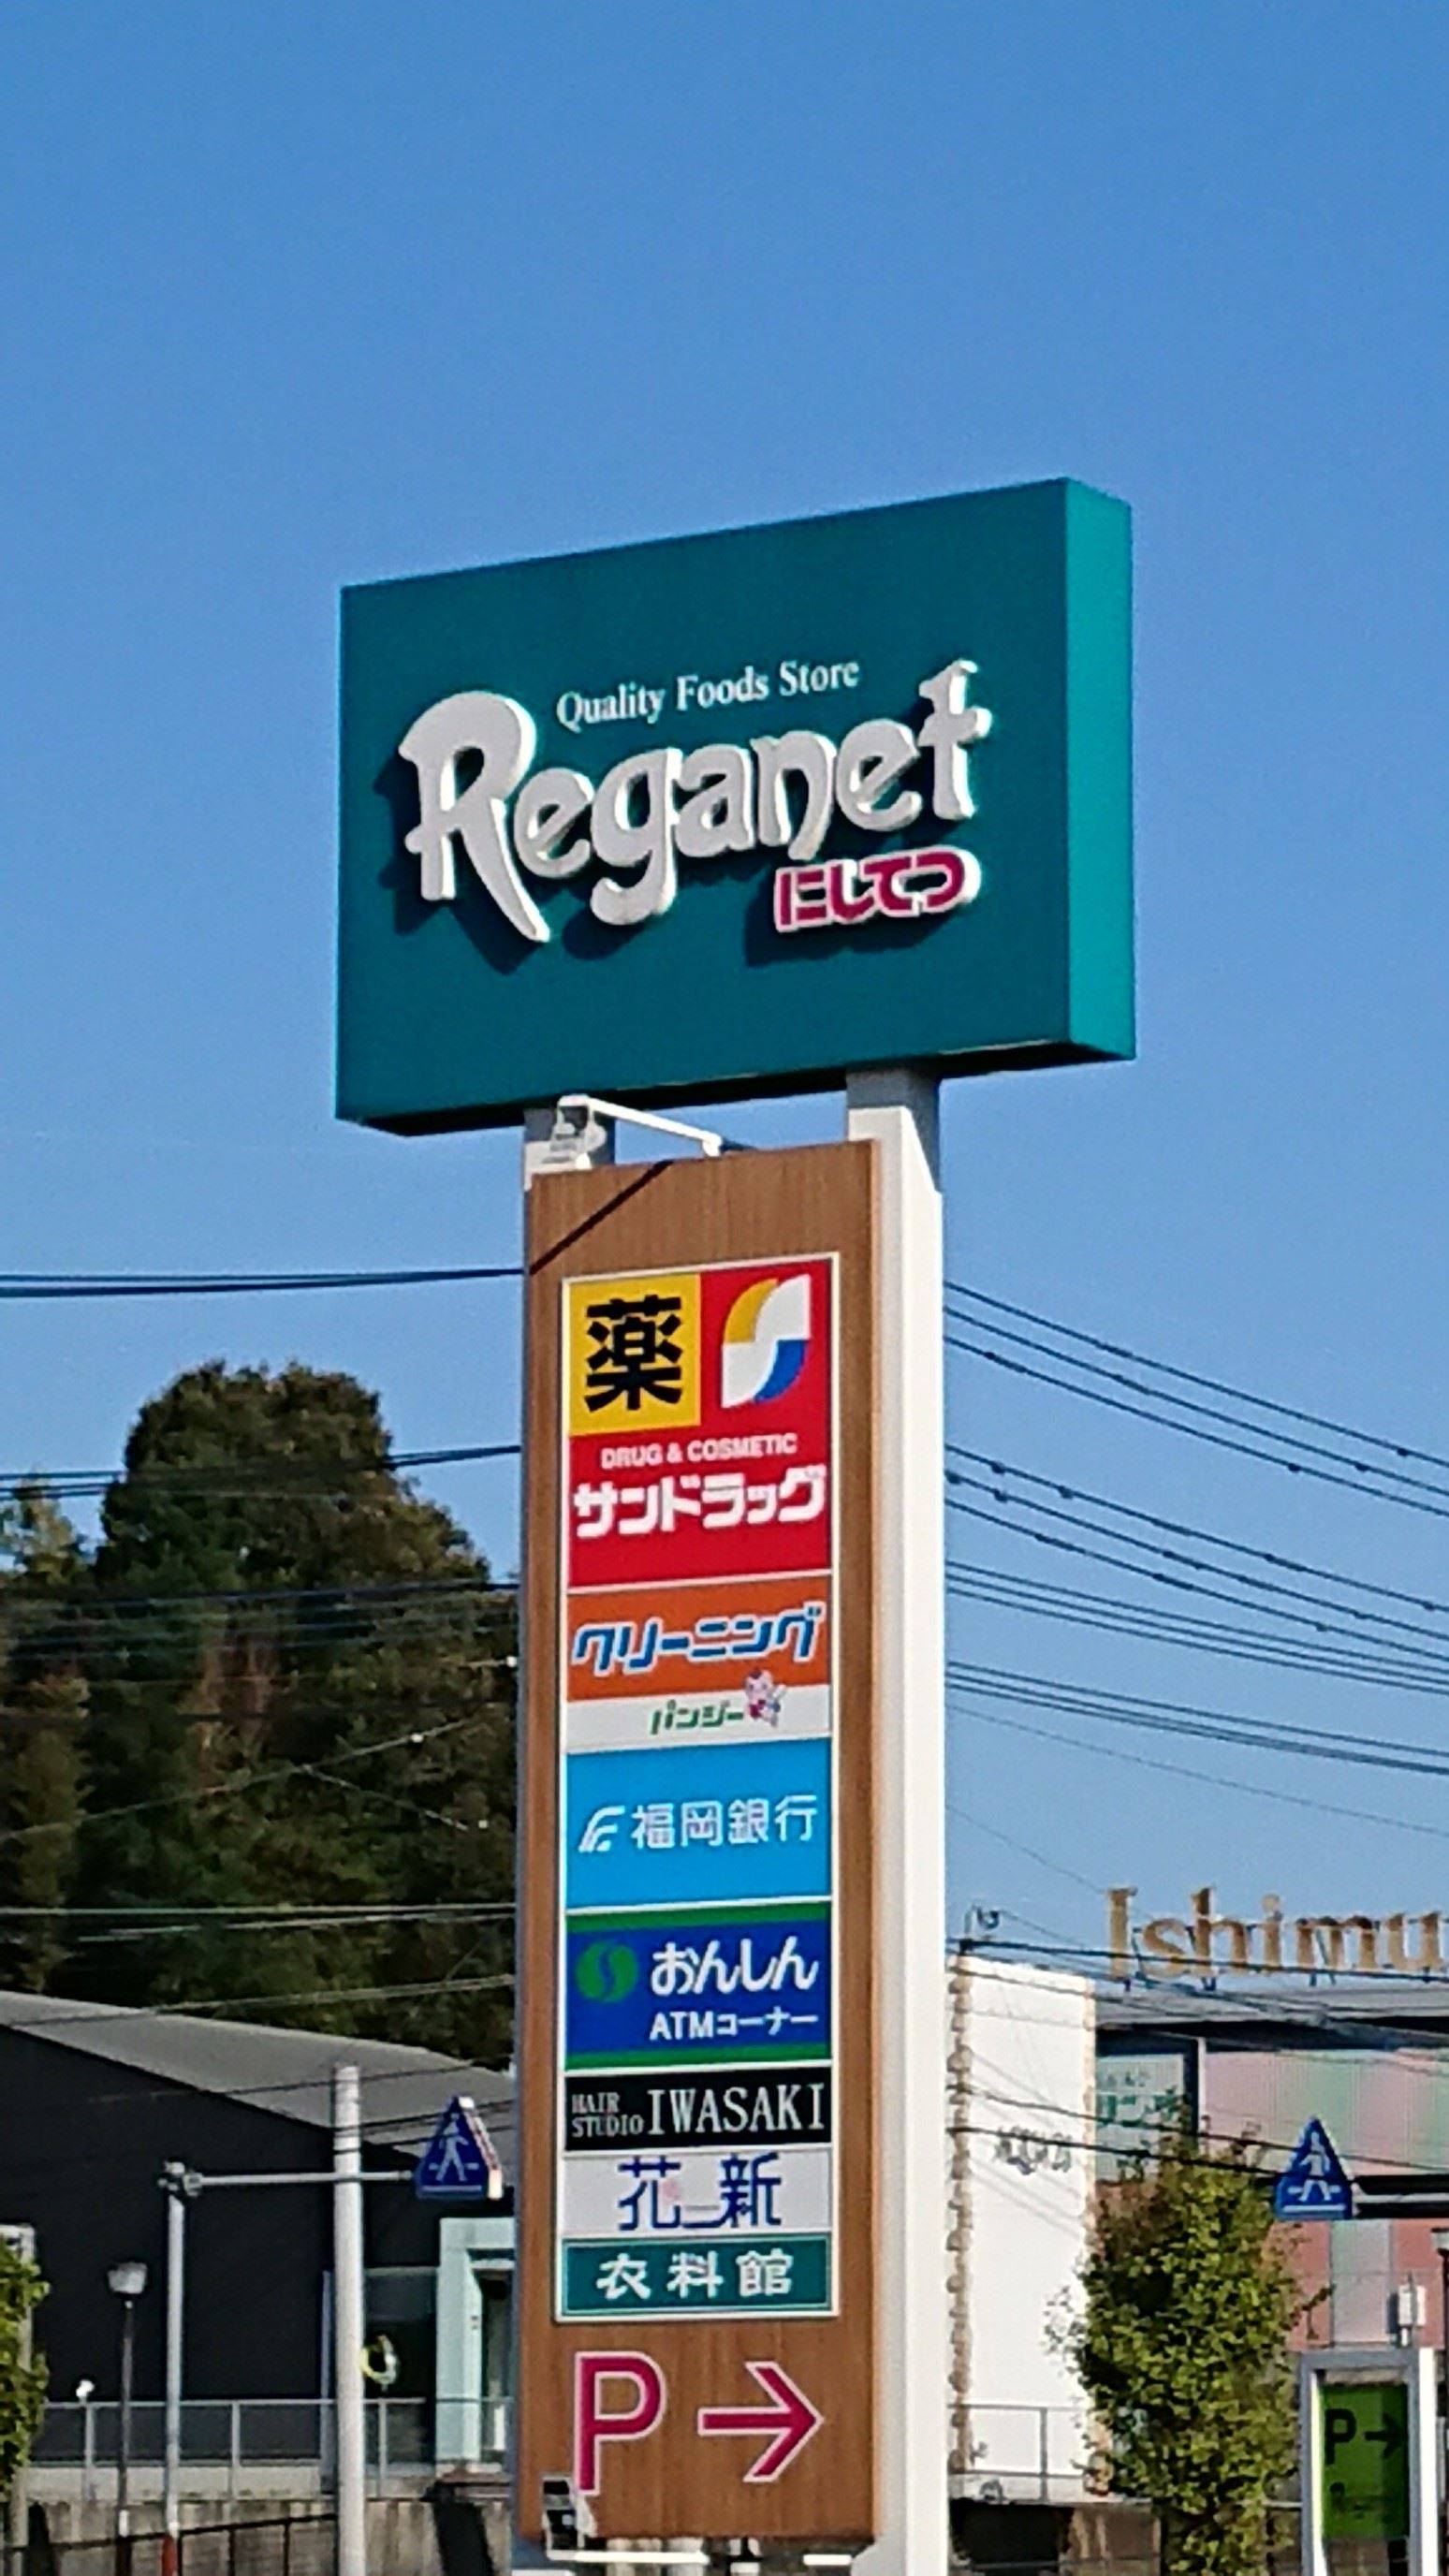 Quality Foods Store
Reganet
にしてつ
薬
DRUG & COSMETIC
サンドラッグ
クリーニング
パンジー
福岡銀行
おんしん
ATMコーナー
HAIR
STUDIO IWASAKI
花新
衣料館
P→
Ishimu
P→